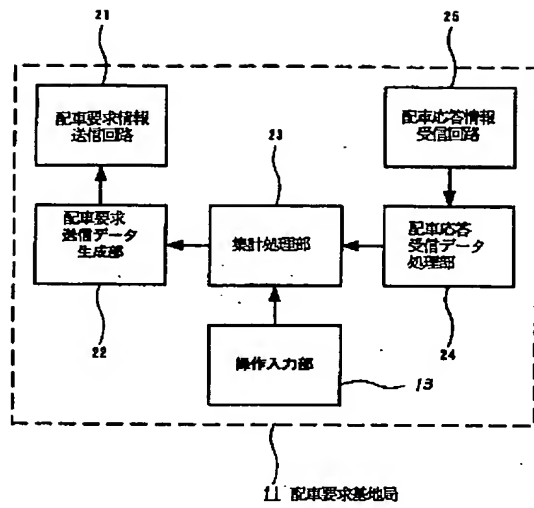 21
25
配車要求情報
送信回路
配車応答情報
受信回路
23
配車要求
送信データ
生成部
集計処理部
配車応答
受信データ
処理部
22
24
操作入力部
13
11 配車要求基地局